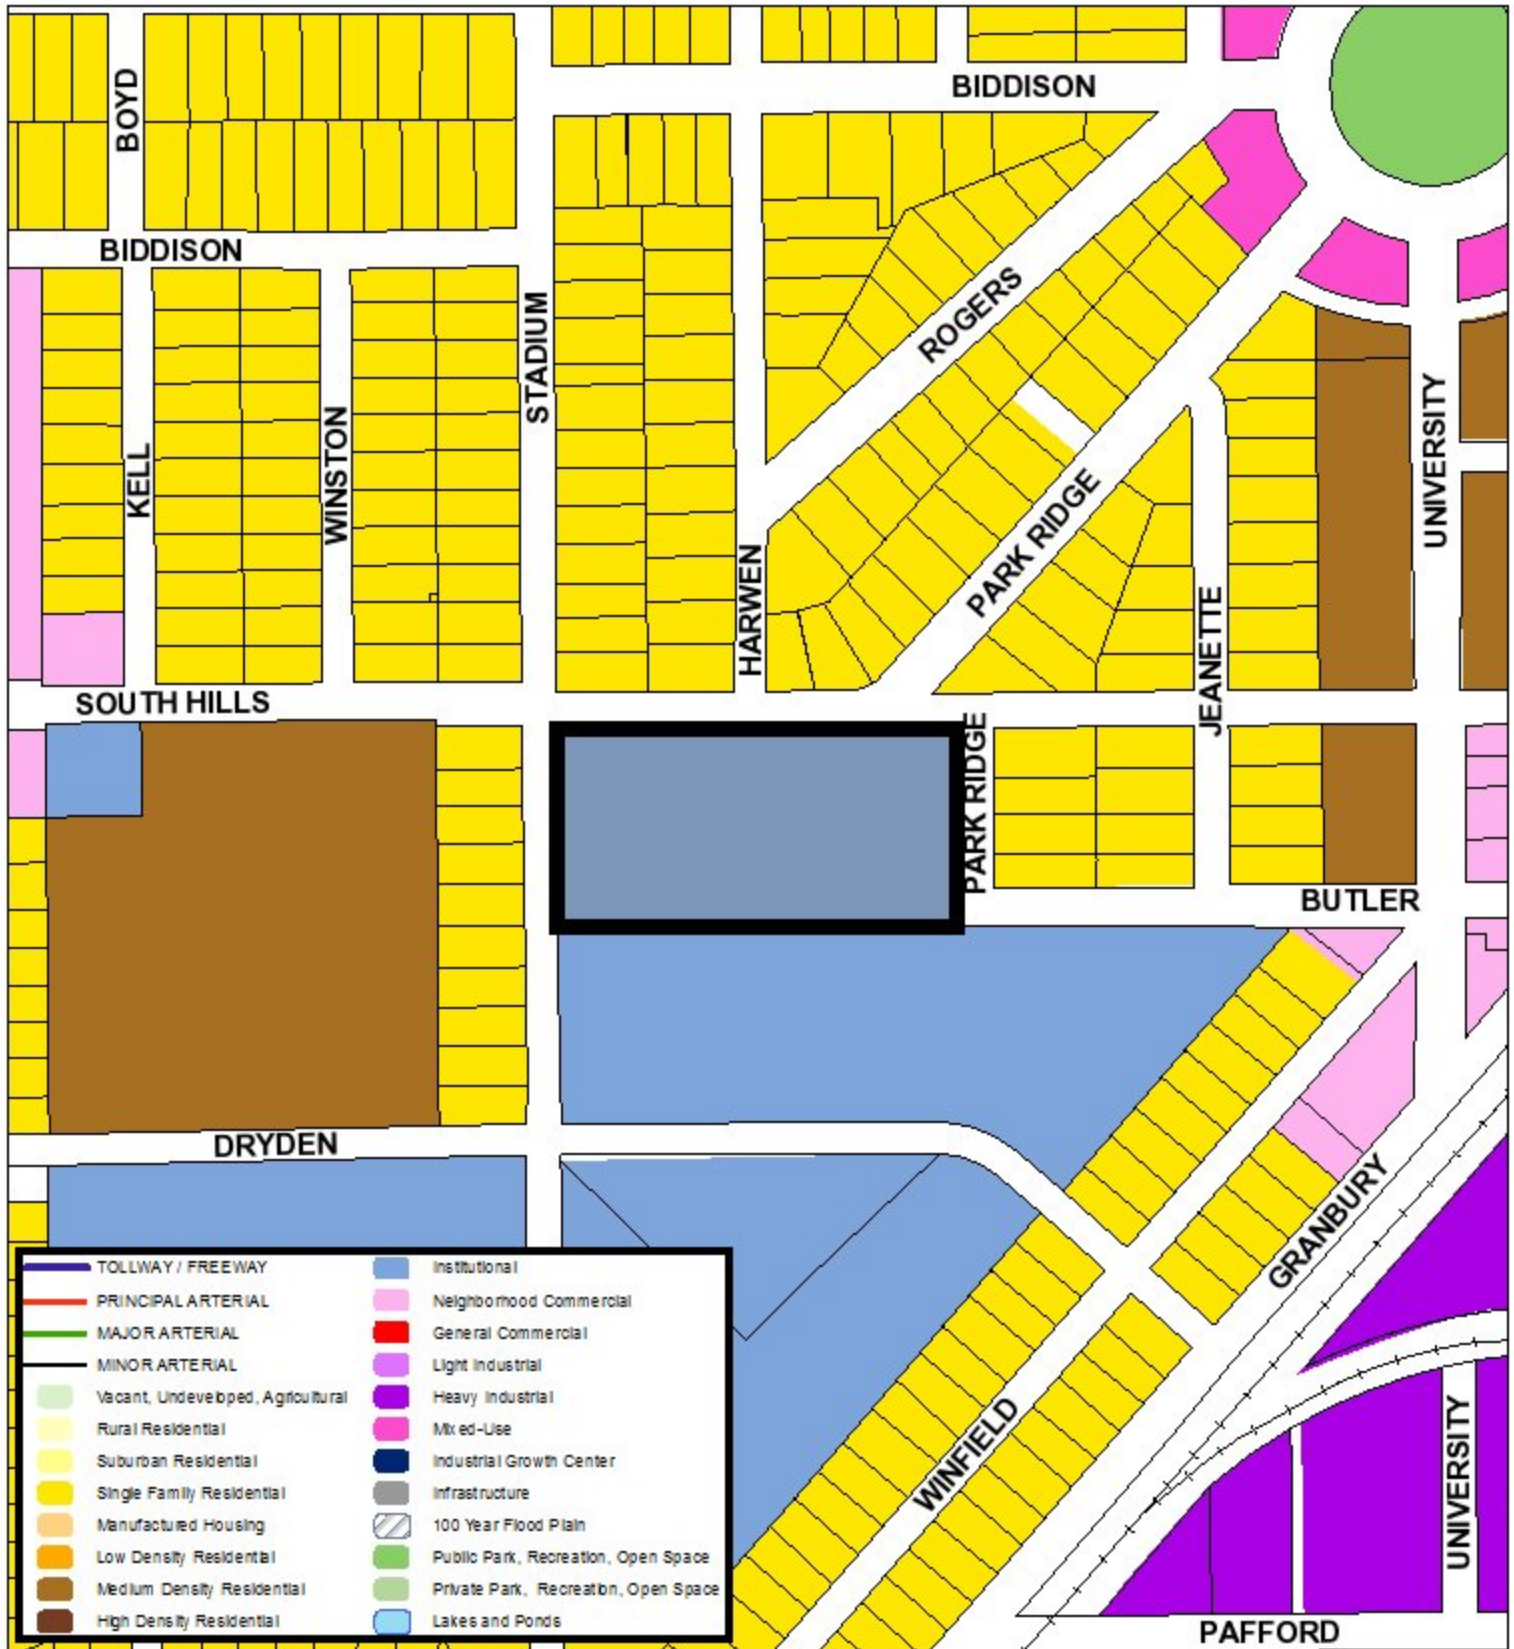 BIDDISON
BOYD
BIDDISON
STADIUM
ROGERS
KELL
WINSTON
UNIVERSITY
PARK RIDGE
HARWEN
JEANETTE
SOUTH HILLS
PARK RIDGE
BUTLER
DRYDEN
GRANBURY
WINFIELD
UNIVERSITY
PAFFORD
TOLLWAY / FREEWAY
PRINCIPAL ARTERIAL
MAJOR ARTERIAL
MINOR ARTERIAL
Vacant, Undeveloped, Agricultural
Rural Residential
Suburban Residential
Single Family Residential
Manufactured Housing
Low Density Residential
Medium Density Residential
High Density Residential
Institutional
Neighborhood Commercial
General Commercial
Light Industrial
Heavy Industrial
Mixed-Use
Industrial Growth Center
Infrastructure
100 Year Flood Plain
Public Park, Recreation, Open Space
Private Park, Recreation, Open Space
Lakes and Ponds